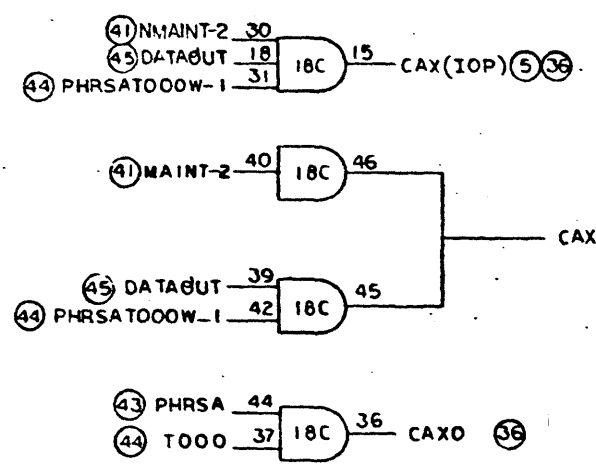 41 NMAINT-2 30
45 DATAØUT 18 18C 15 CAX(IOP) 5 36
44 PHRSATOOOW-1 31
41 MAINT-2 40 18C 46
CAX
45 DATAØUT 39
18C 45
44 PHRSATOOOW-1 42
43 PHRSA 44
18C 36 CAXO 36
44 TOOO 37